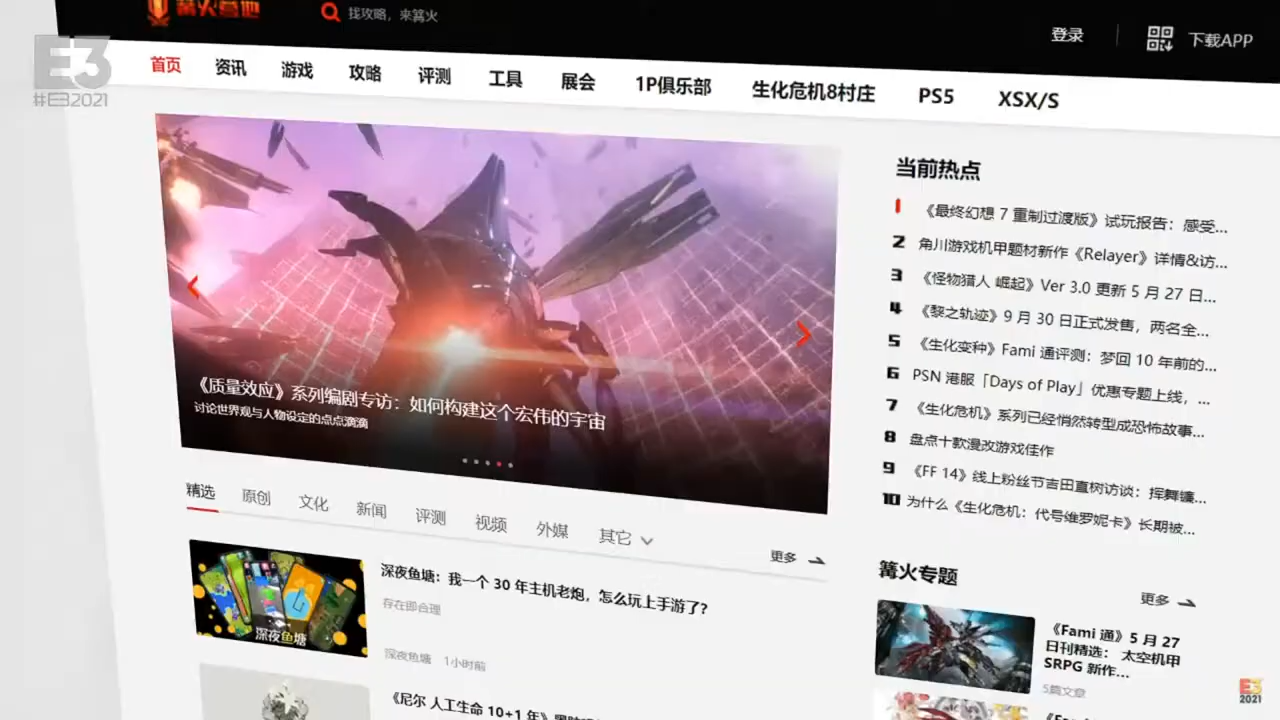 篝火营地
找攻略，来篝火
登录
下载APP
E3
2021
首页 资讯 游戏 攻略 评测 工具 展会 1P俱乐部 生化危机8村庄 PS5 XSX/S
《质量效应》系列编剧专访：如何构建这个宏伟的宇宙
讨论世界观与人物设定的点点滴滴
当前热点
1 《最终幻想 7 重制过渡版》试玩报告：感受...
2 角川游戏机甲题材新作《Relayer》详情&访...
3 《怪物猎人 崛起》Ver 3.0 更新 5 月 27 日...
4 《黎之轨迹》9 月 30 日正式发售，两名全...
5 《生化变种》Fami 通评测：梦回 10 年前的...
6 PSN 港服「Days of Play」优惠专题上线，...
7 《生化危机》系列已经悄然转型成恐怖故事...
8 盘点十款漫改游戏佳作
9 《FF 14》线上粉丝节吉田直树访谈：挥舞镰...
10 为什么《生化危机：代号维罗妮卡》长期被...
精选 原创 文化 新闻 评测 视频 外媒 其它
更多
深夜鱼塘
深夜鱼塘：我一个 30 年主机老炮，怎么玩上手游了？
存在即合理
深夜鱼塘 1小时前
《尼尔 人工生命 10+1 年》
篝火专题
更多
《Fami 通》5 月 27
日刊精选： 太空机甲
SRPG 新作...
5篇文章
E3
2021